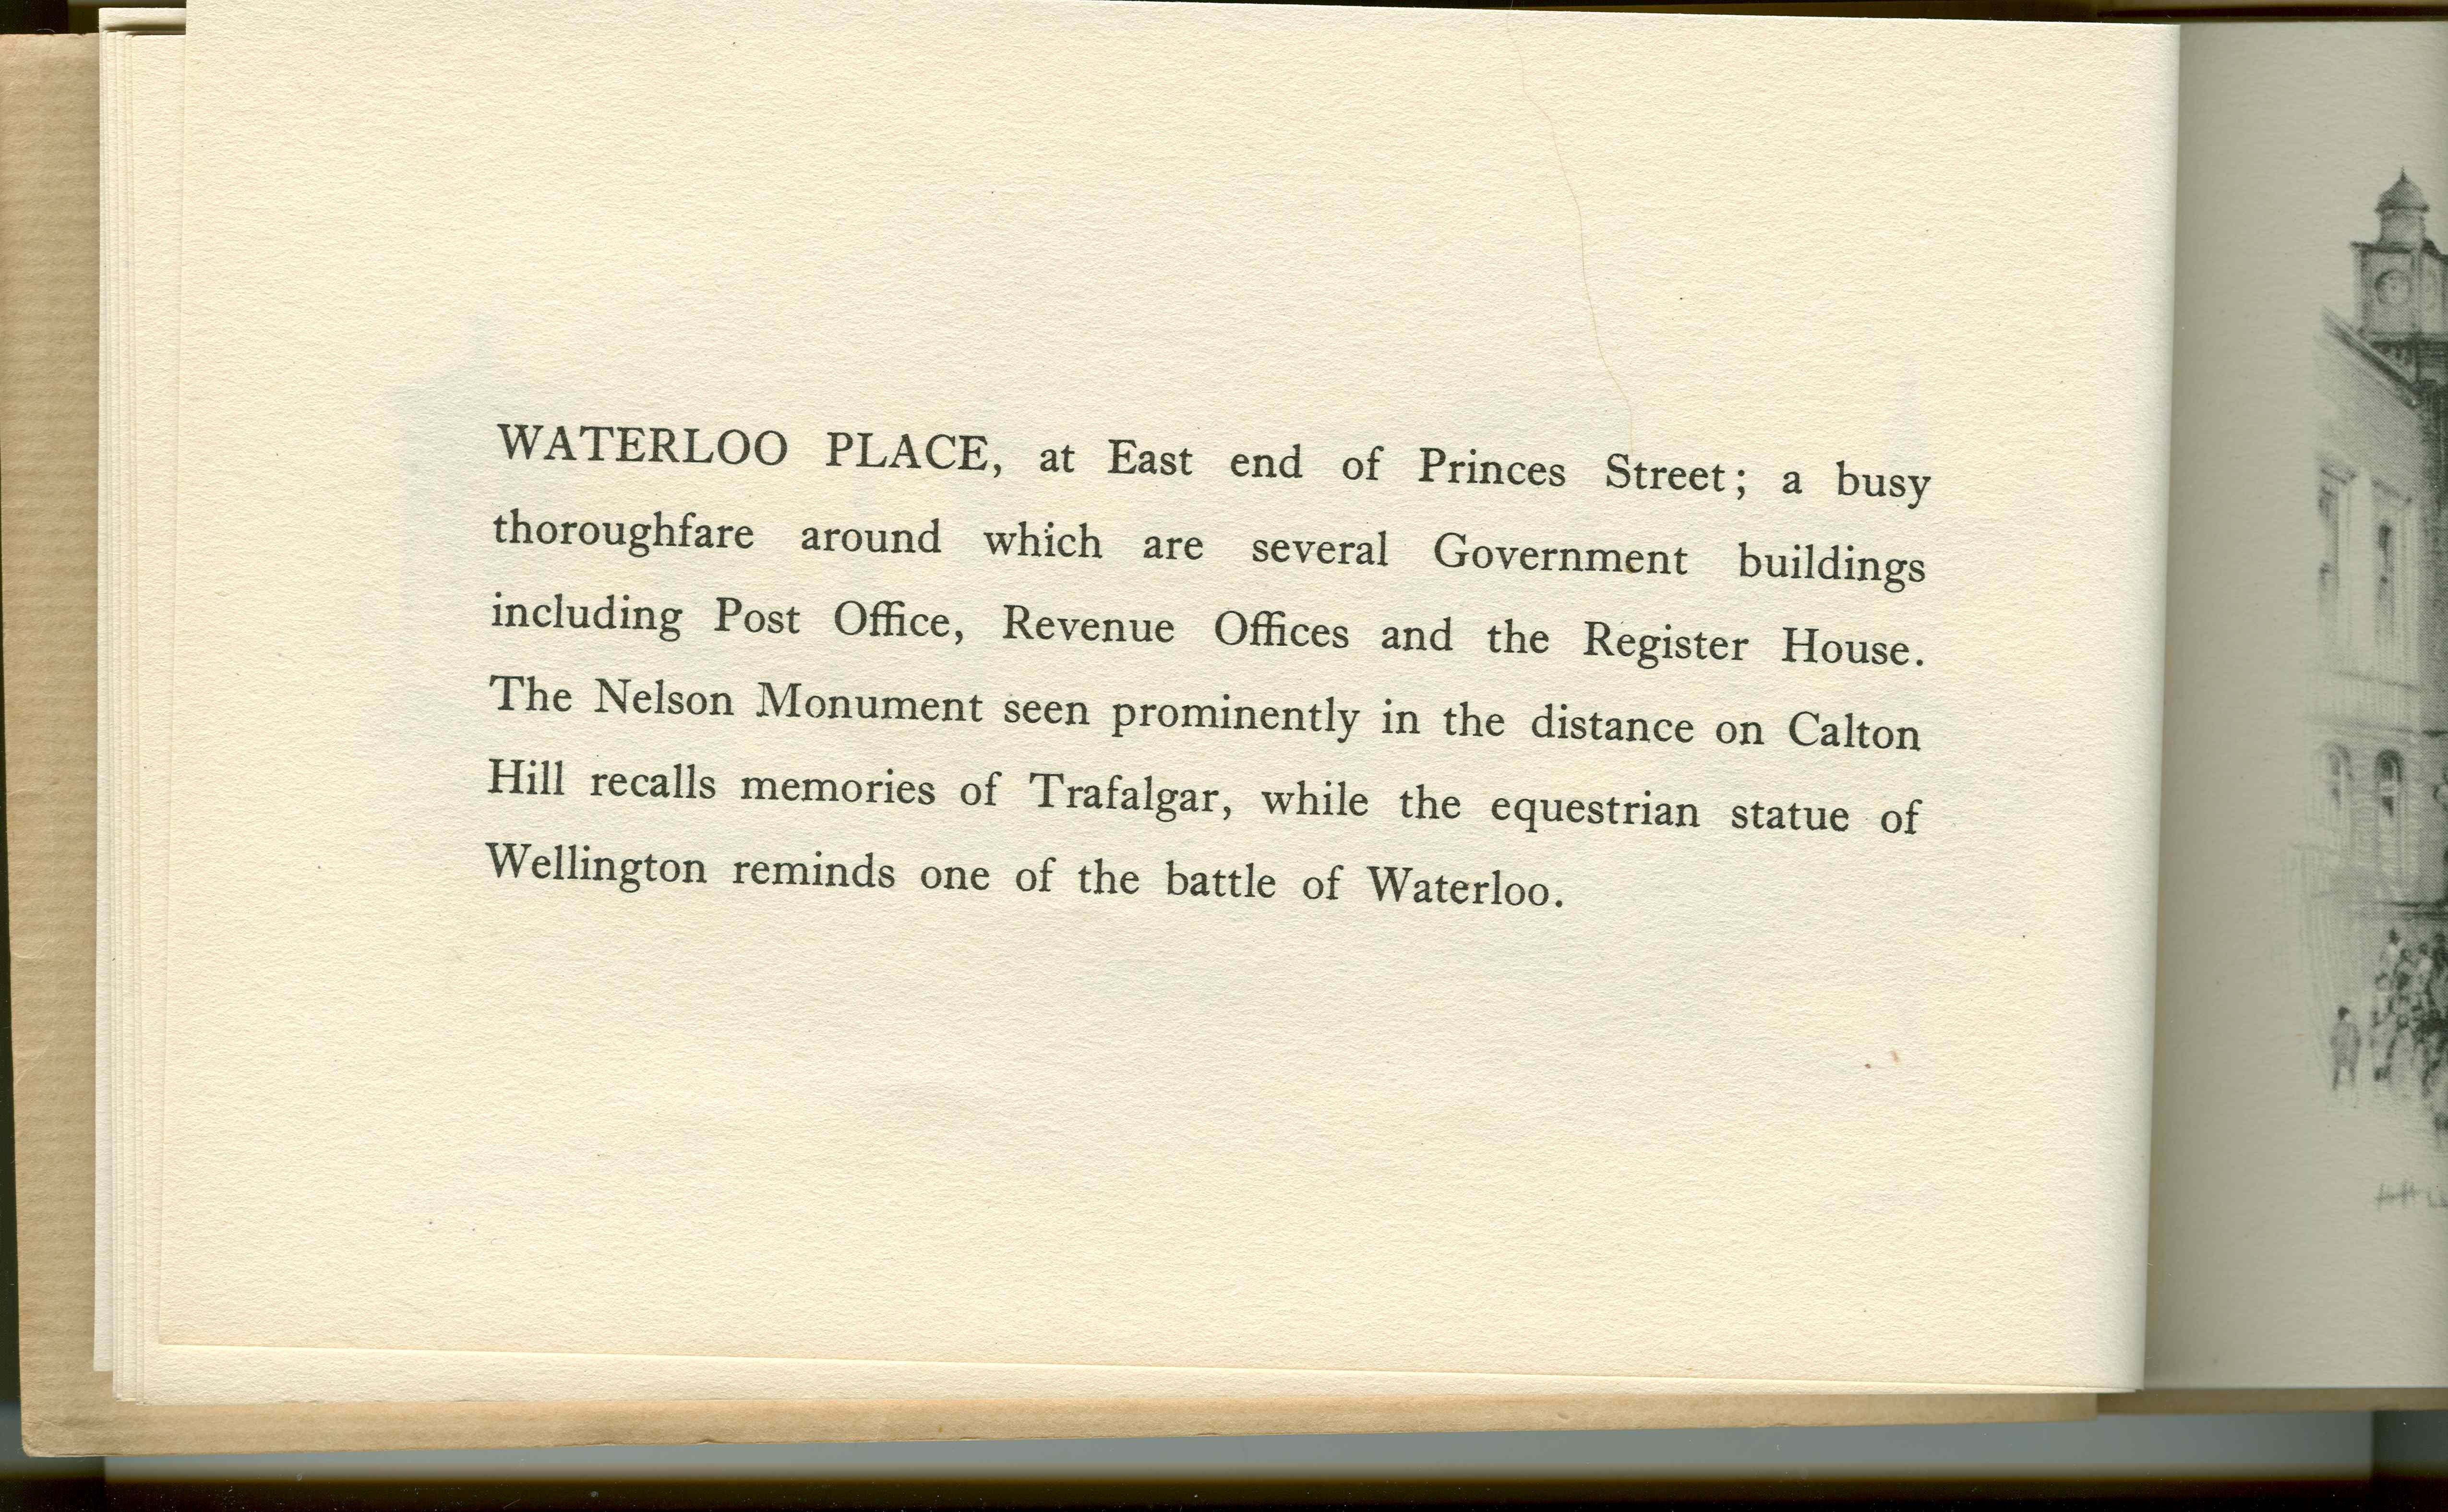 WATERLOO PLACE, at East end of Princes Street; a busy
thoroughfare around which are several Government buildings
including Post Office, Revenue Offices and the Register House.
The Nelson Monument seen prominently in the distance on Calton
Hill recalls memories of Trafalgar, while the equestrian statue of
Wellington reminds one of the battle of Waterloo.